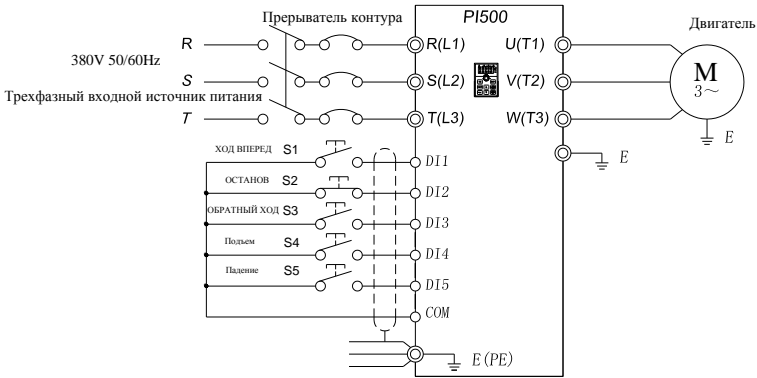 Прерыватель контура
PI500
Двигатель
R
R(L1)
U(T1)
380V 50/60Hz
S
S(L2)
V(T2)
M
3~
Трехфазный входной источник питания
T
T(L3)
W(T3)
E
E
ХОД ВПЕРЕД S1
DI1
ОСТАНОВ S2
DI2
ОБРАТНЫЙ ХОД S3
DI3
Подъем S4
DI4
Падение S5
DI5
COM
E(PE)